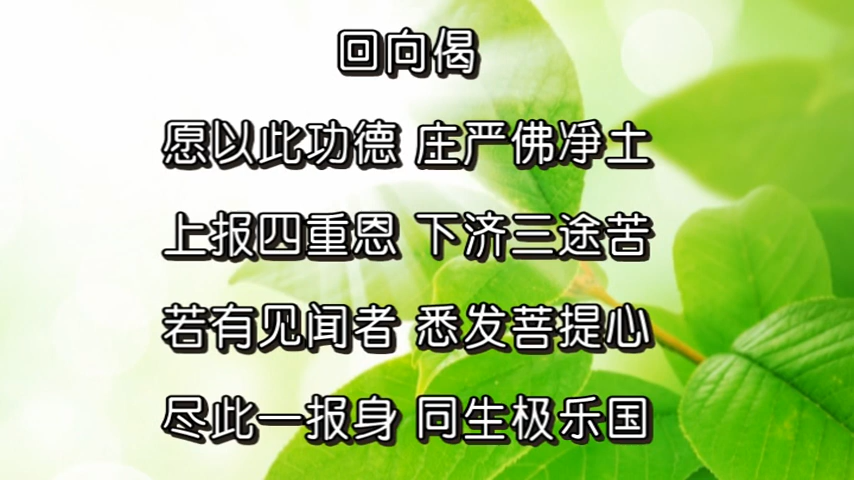 回向偈
愿以此功德 庄严佛凈土
上报四重恩 下济三途苦
若有见闻者 悉发菩提心
尽此一报身 同生极乐国